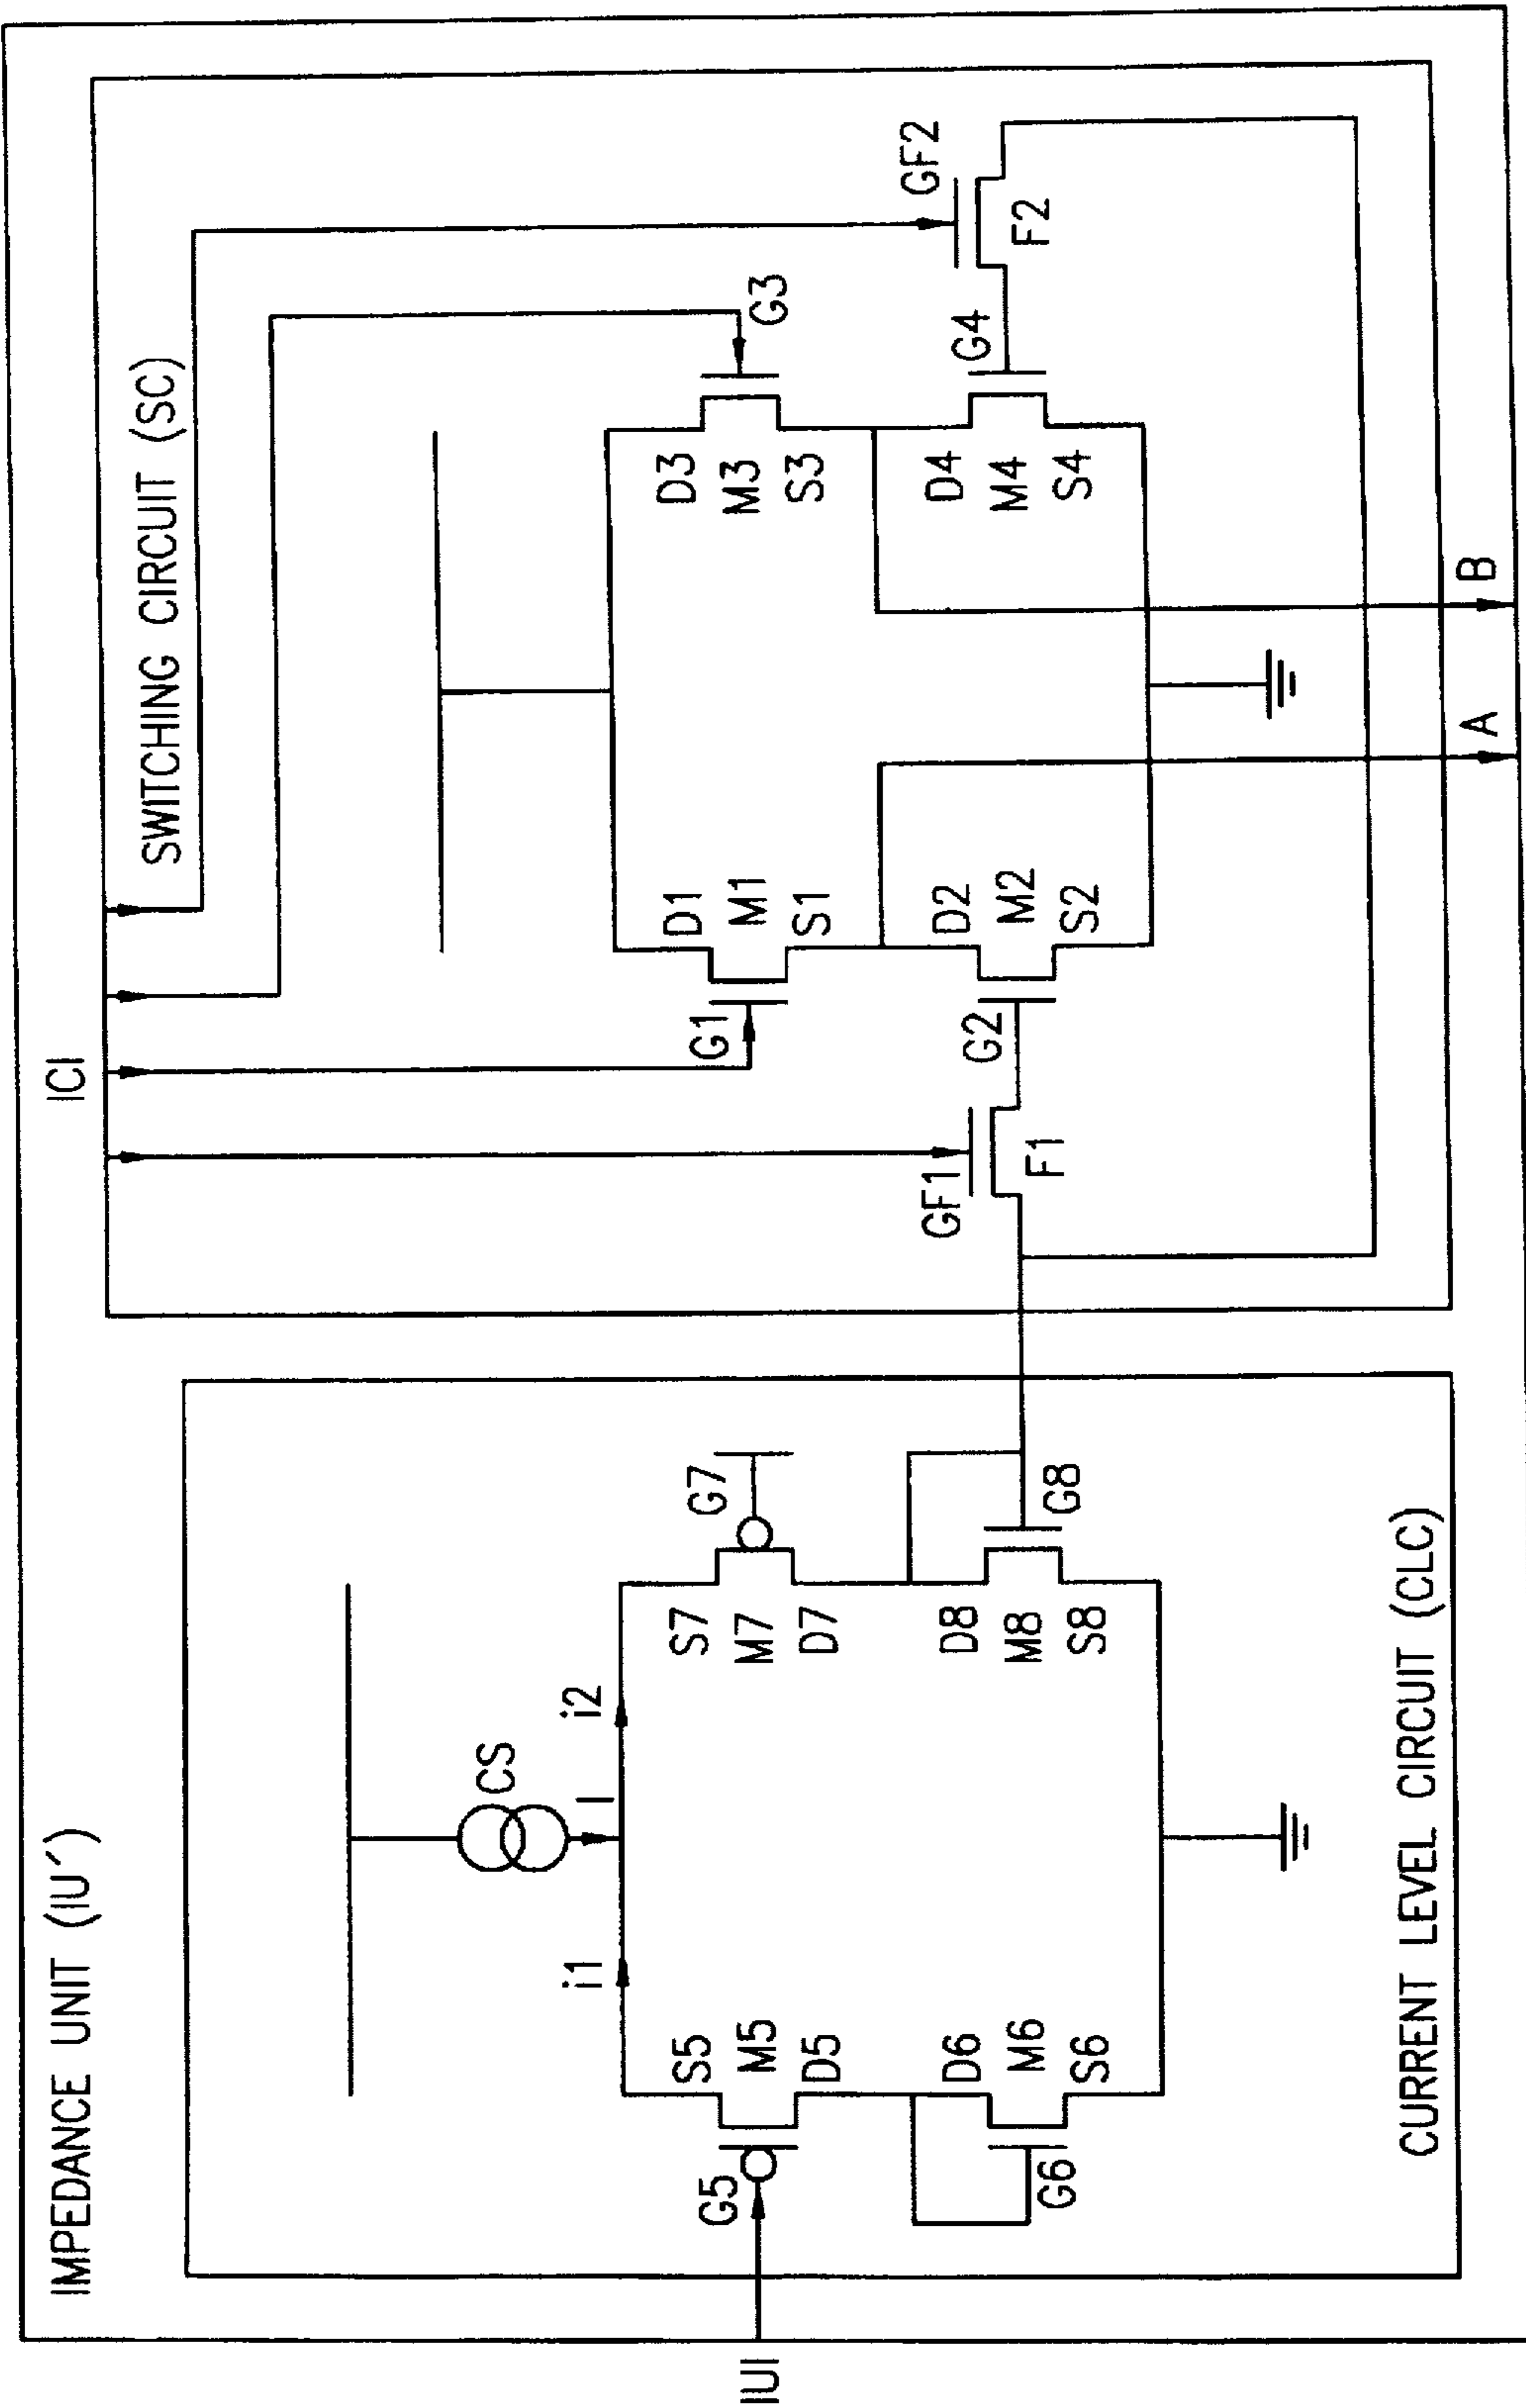 IMPEDANCE UNIT (IU´)
ICI
SWITCHING CIRCUIT (SC)
CS
I
i1
i2
S5
M5
D5
G5
IUI
D6
M6
S6
G6
S7
M7
D7
G7
D8
M8
S8
G8
CURRENT LEVEL CIRCUIT (CLC)
GF1
F1
G1
D1
M1
S1
G2
D2
M2
S2
D3
M3
S3
G3
D4
M4
S4
G4
GF2
F2
A
B